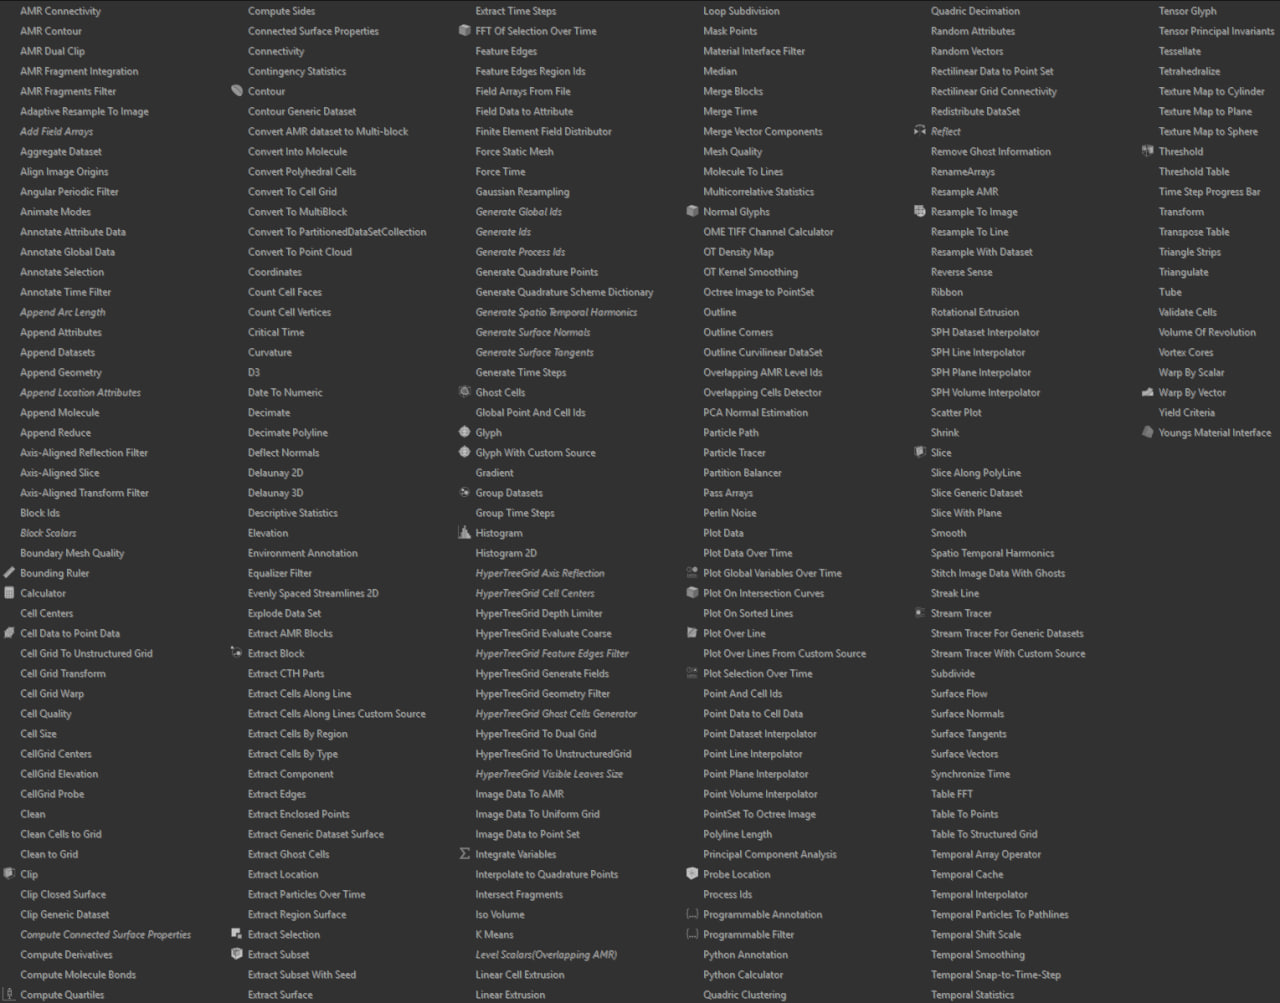 AMR Connectivity
AMR Contour
AMR Dual Clip
AMR Fragment Integration
AMR Fragments Filter
Adaptive Resample To Image
Add Field Arrays
Aggregate Dataset
Align Image Origins
Angular Periodic Filter
Animate Modes
Annotate Attribute Data
Annotate Global Data
Annotate Selection
Annotate Time Filter
Append Arc Length
Append Attributes
Append Datasets
Append Geometry
Append Location Attributes
Append Molecule
Append Reduce
Axis-Aligned Reflection Filter
Axis-Aligned Slice
Axis-Aligned Transform Filter
Block Ids
Block Scalars
Boundary Mesh Quality
Bounding Ruler
Calculator
Cell Centers
Cell Data to Point Data
Cell Grid To Unstructured Grid
Cell Grid Transform
Cell Grid Warp
Cell Quality
Cell Size
CellGrid Centers
CellGrid Elevation
CellGrid Probe
Clean
Clean Cells to Grid
Clean to Grid
Clip
Clip Closed Surface
Clip Generic Dataset
Compute Connected Surface Properties
Compute Derivatives
Compute Molecule Bonds
Compute Quartiles
Compute Sides
Connected Surface Properties
Connectivity
Contingency Statistics
Contour
Contour Generic Dataset
Convert AMR dataset to Multi-block
Convert Into Molecule
Convert Polyhedral Cells
Convert To Cell Grid
Convert To MultiBlock
Convert To PartitionedDataSetCollection
Convert To Point Cloud
Coordinates
Count Cell Faces
Count Cell Vertices
Critical Time
Curvature
D3
Date To Numeric
Decimate
Decimate Polyline
Deflect Normals
Delaunay 2D
Delaunay 3D
Descriptive Statistics
Elevation
Environment Annotation
Equalizer Filter
Evenly Spaced Streamlines 2D
Explode Data Set
Extract AMR Blocks
Extract Block
Extract CTH Parts
Extract Cells Along Line
Extract Cells Along Lines Custom Source
Extract Cells By Region
Extract Cells By Type
Extract Component
Extract Edges
Extract Enclosed Points
Extract Generic Dataset Surface
Extract Ghost Cells
Extract Location
Extract Particles Over Time
Extract Region Surface
Extract Selection
Extract Subset
Extract Subset With Seed
Extract Surface
Extract Time Steps
FFT Of Selection Over Time
Feature Edges
Feature Edges Region Ids
Field Arrays From File
Field Data to Attribute
Finite Element Field Distributor
Force Static Mesh
Force Time
Gaussian Resampling
Generate Global Ids
Generate Ids
Generate Process Ids
Generate Quadrature Points
Generate Quadrature Scheme Dictionary
Generate Spatio Temporal Harmonics
Generate Surface Normals
Generate Surface Tangents
Generate Time Steps
Ghost Cells
Global Point And Cell Ids
Glyph
Glyph With Custom Source
Gradient
Group Datasets
Group Time Steps
Histogram
Histogram 2D
HyperTreeGrid Axis Reflection
HyperTreeGrid Cell Centers
HyperTreeGrid Depth Limiter
HyperTreeGrid Evaluate Coarse
HyperTreeGrid Feature Edges Filter
HyperTreeGrid Generate Fields
HyperTreeGrid Geometry Filter
HyperTreeGrid Ghost Cells Generator
HyperTreeGrid To Dual Grid
HyperTreeGrid To UnstructuredGrid
HyperTreeGrid Visible Leaves Size
Image Data To AMR
Image Data To Uniform Grid
Image Data to Point Set
Integrate Variables
Interpolate to Quadrature Points
Intersect Fragments
Iso Volume
K Means
Level Scalars(Overlapping AMR)
Linear Cell Extrusion
Linear Extrusion
Loop Subdivision
Mask Points
Material Interface Filter
Median
Merge Blocks
Merge Time
Merge Vector Components
Mesh Quality
Molecule To Lines
Multicorrelative Statistics
Normal Glyphs
OME TIFF Channel Calculator
OT Density Map
OT Kernel Smoothing
Octree Image to PointSet
Outline
Outline Corners
Outline Curvilinear DataSet
Overlapping AMR Level Ids
Overlapping Cells Detector
PCA Normal Estimation
Particle Path
Particle Tracer
Partition Balancer
Pass Arrays
Perlin Noise
Plot Data
Plot Data Over Time
Plot Global Variables Over Time
Plot On Intersection Curves
Plot On Sorted Lines
Plot Over Line
Plot Over Lines From Custom Source
Plot Selection Over Time
Point And Cell Ids
Point Data to Cell Data
Point Dataset Interpolator
Point Line Interpolator
Point Plane Interpolator
Point Volume Interpolator
PointSet To Octree Image
Polyline Length
Principal Component Analysis
Probe Location
Process Ids
Programmable Annotation
Programmable Filter
Python Annotation
Python Calculator
Quadric Clustering
Quadric Decimation
Random Attributes
Random Vectors
Rectilinear Data to Point Set
Rectilinear Grid Connectivity
Redistribute DataSet
Reflect
Remove Ghost Information
RenameArrays
Resample AMR
Resample To Image
Resample To Line
Resample With Dataset
Reverse Sense
Ribbon
Rotational Extrusion
SPH Dataset Interpolator
SPH Line Interpolator
SPH Plane Interpolator
SPH Volume Interpolator
Scatter Plot
Shrink
Slice
Slice Along PolyLine
Slice Generic Dataset
Slice With Plane
Smooth
Spatio Temporal Harmonics
Stitch Image Data With Ghosts
Streak Line
Stream Tracer
Stream Tracer For Generic Datasets
Stream Tracer With Custom Source
Subdivide
Surface Flow
Surface Normals
Surface Tangents
Surface Vectors
Synchronize Time
Table FFT
Table To Points
Table To Structured Grid
Temporal Array Operator
Temporal Cache
Temporal Interpolator
Temporal Particles To Pathlines
Temporal Shift Scale
Temporal Smoothing
Temporal Snap-to-Time-Step
Temporal Statistics
Tensor Glyph
Tensor Principal Invariants
Tessellate
Tetrahedralize
Texture Map to Cylinder
Texture Map to Plane
Texture Map to Sphere
Threshold
Threshold Table
Time Step Progress Bar
Transform
Transpose Table
Triangle Strips
Triangulate
Tube
Validate Cells
Volume Of Revolution
Vortex Cores
Warp By Scalar
Warp By Vector
Yield Criteria
Youngs Material Interface